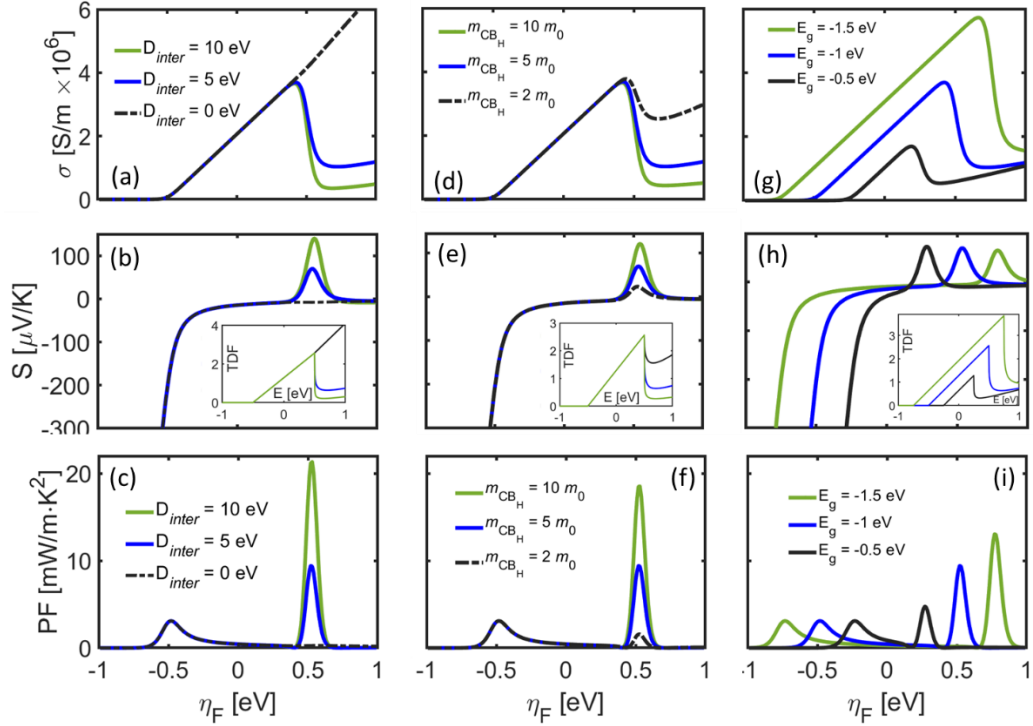 6
4
2
0
σ [S/m ×10⁶]
D_inter = 10 eV
D_inter = 5 eV
D_inter = 0 eV
(a)
m_CB_H = 10 m₀
m_CB_H = 5 m₀
m_CB_H = 2 m₀
(d)
E_g = -1.5 eV
E_g = -1 eV
E_g = -0.5 eV
(g)
100
0
-100
-200
-300
S [μV/K]
(b)
4
2
0
TDF
E [eV]
-1 0 1
(e)
3
2
1
0
TDF
E [eV]
-1 0 1
(h)
3
2
1
0
TDF
E [eV]
-1 0 1
20
10
0
PF [mW/m·K²]
(c)
D_inter = 10 eV
D_inter = 5 eV
D_inter = 0 eV
-1 -0.5 0 0.5 1
η_F [eV]
(f)
m_CB_H = 10 m₀
m_CB_H = 5 m₀
m_CB_H = 2 m₀
-1 -0.5 0 0.5 1
η_F [eV]
(i)
E_g = -1.5 eV
E_g = -1 eV
E_g = -0.5 eV
-1 -0.5 0 0.5 1
η_F [eV]